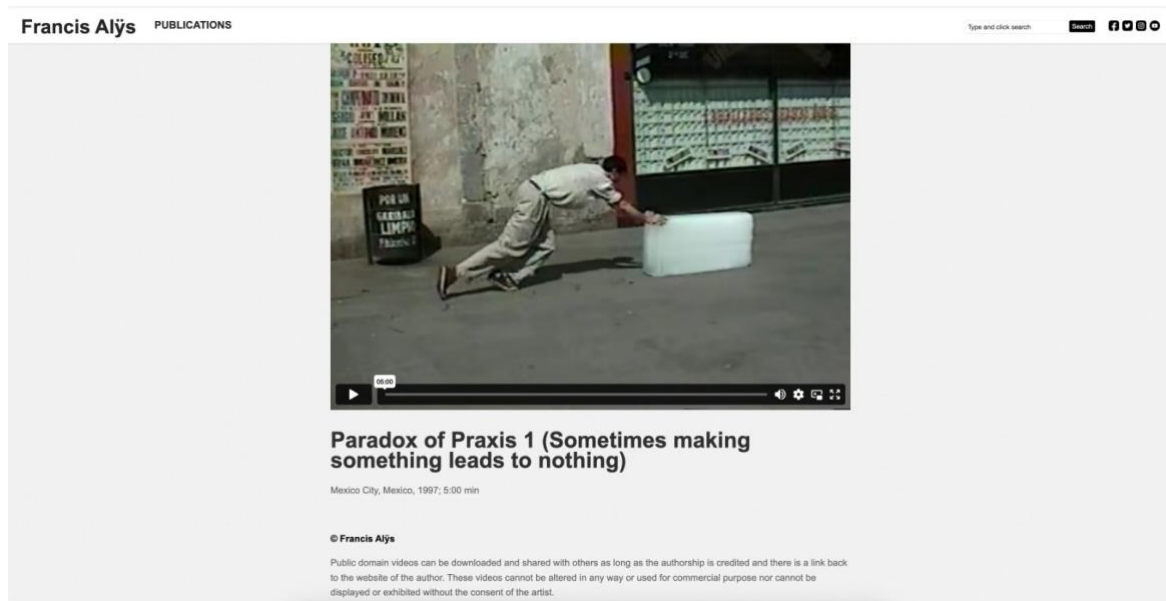 Francis Alÿs PUBLICATIONS
Type and click search Search
COLISEO
MILLAN
POR UN
GARIBALDI
LIMPIO
05:00
Paradox of Praxis 1 (Sometimes making
something leads to nothing)
Mexico City, Mexico, 1997; 5:00 min
© Francis Alÿs
Public domain videos can be downloaded and shared with others as long as the authorship is credited and there is a link back
to the website of the author. These videos cannot be altered in any way or used for commercial purpose nor cannot be
displayed or exhibited without the consent of the artist.